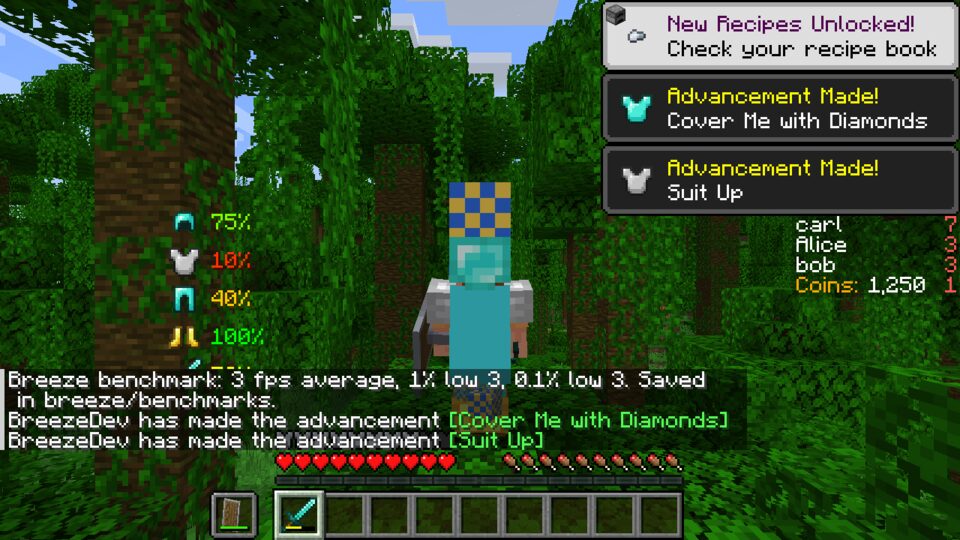 New Recipes Unlocked!
Check your recipe book
Advancement Made!
Cover Me with Diamonds
Advancement Made!
Suit Up
carl 7
Alice 3
bob 3
Coins: 1,250 1
75%
10%
40%
100%
Breeze benchmark: 3 fps average, 1% low 3, 0.1% low 3. Saved
in breeze/benchmarks.
BreezeDev has made the advancement [Cover Me with Diamonds]
BreezeDev has made the advancement [Suit Up]